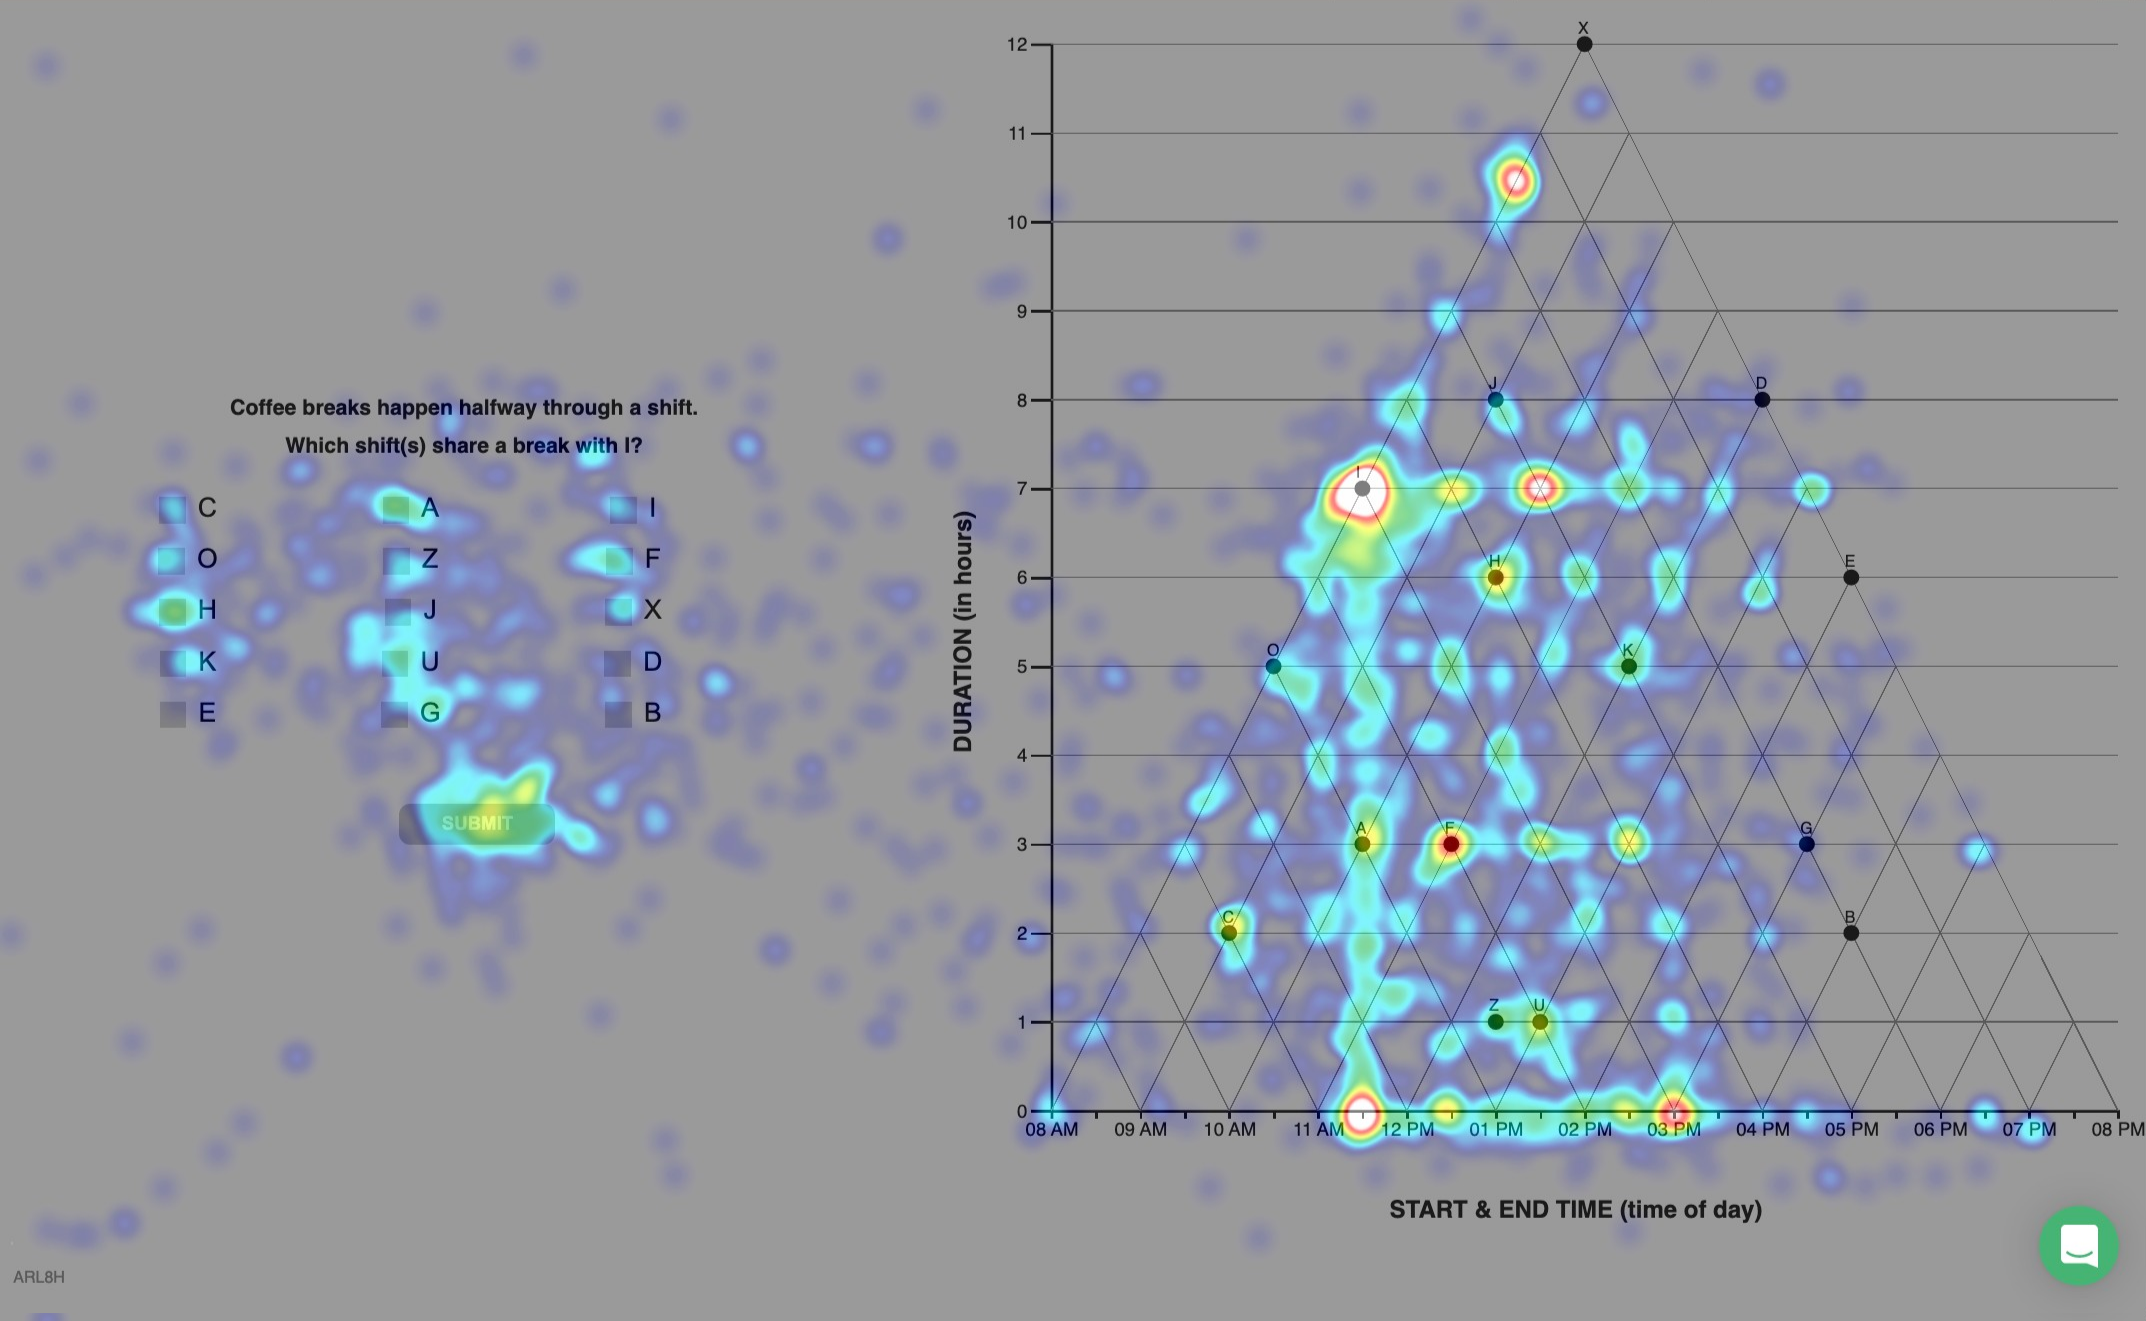 Coffee breaks happen halfway through a shift.
Which shift(s) share a break with I?
C
A
I
O
Z
F
H
J
X
K
U
D
E
G
B
SUBMIT
ARL8H
DURATION (in hours)
12
11
10
9
8
7
6
5
4
3
2
1
0
X
J
D
I
H
E
O
K
A
F
G
C
B
Z
U
08 AM 09 AM 10 AM 11 AM 12 PM 01 PM 02 PM 03 PM 04 PM 05 PM 06 PM 07 PM 08 PM
START & END TIME (time of day)